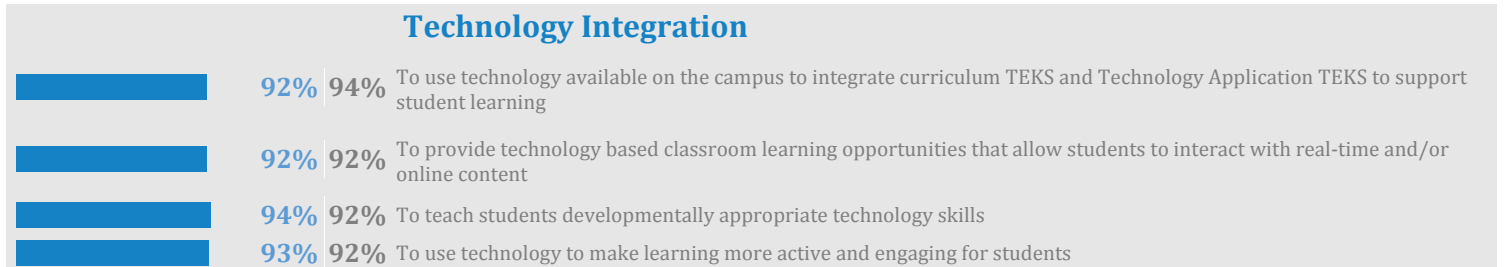 Technology Integration
92% 94% To use technology available on the campus to integrate curriculum TEKS and Technology Application TEKS to support
student learning
92% 92% To provide technology based classroom learning opportunities that allow students to interact with real-time and/or
online content
94% 92% To teach students developmentally appropriate technology skills
93% 92% To use technology to make learning more active and engaging for students